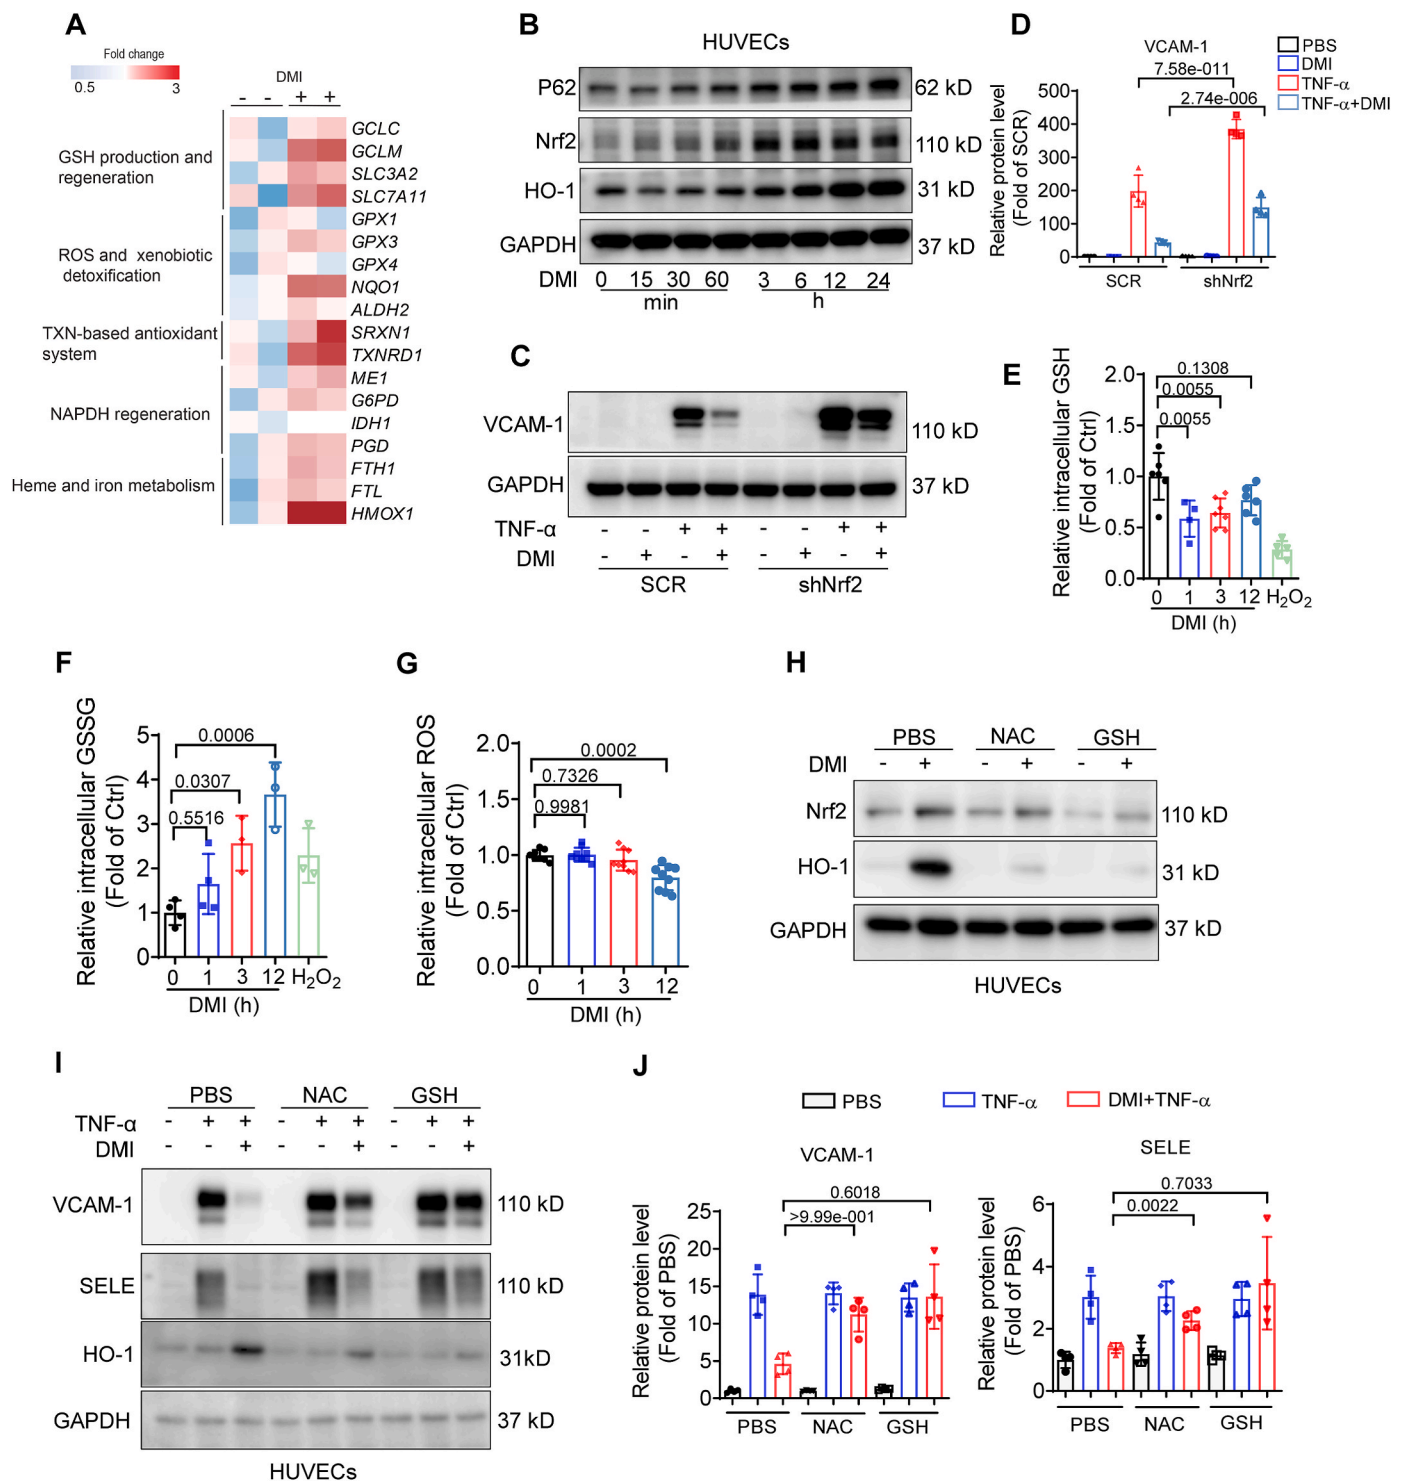 A
Fold change
0.5
3
DMI
- - + +
GSH production and
regeneration
ROS and xenobiotic
detoxification
TXN-based antioxidant
system
NAPDH regeneration
Heme and iron metabolism
GCLC
GCLM
SLC3A2
SLC7A11
GPX1
GPX3
GPX4
NQO1
ALDH2
SRXN1
TXNRD1
ME1
G6PD
IDH1
PGD
FTH1
FTL
HMOX1
B
HUVECs
P62 62 kD
Nrf2 110 kD
HO-1 31 kD
GAPDH 37 kD
DMI 0 15 30 60 3 6 12 24
min h
C
VCAM-1 110 kD
GAPDH 37 kD
TNF-α - - + + - - + +
DMI - + - + - + - +
SCR shNrf2
D
VCAM-1
PBS
DMI
TNF-α
TNF-α+DMI
7.58e-011
2.74e-006
Relative protein level
(Fold of SCR)
500
400
300
200
100
0
SCR shNrf2
E
Relative intracellular GSH
(Fold of Ctrl)
2.0
1.5
1.0
0.5
0.0
0.1308
0.0055
0.0055
0 1 3 12 H2O2
DMI (h)
F
Relative intracellular GSSG
(Fold of Ctrl)
5
4
3
2
1
0
0.0006
0.0307
0.5516
0 1 3 12 H2O2
DMI (h)
G
Relative intracellular ROS
(Fold of Ctrl)
2.0
1.5
1.0
0.5
0.0
0.0002
0.7326
0.9981
0 1 3 12
DMI (h)
H
PBS NAC GSH
DMI - + - + - +
Nrf2 110 kD
HO-1 31 kD
GAPDH 37 kD
HUVECs
I
PBS NAC GSH
TNF-α - + + - + + - + +
DMI - - + - - + - - +
VCAM-1 110 kD
SELE 110 kD
HO-1 31kD
GAPDH 37 kD
HUVECs
J
PBS TNF-α DMI+TNF-α
VCAM-1
Relative protein level
(Fold of PBS)
25
20
15
10
5
0
0.6018
>9.99e-001
PBS NAC GSH
SELE
Relative protein level
(Fold of PBS)
6
4
2
0
0.7033
0.0022
PBS NAC GSH